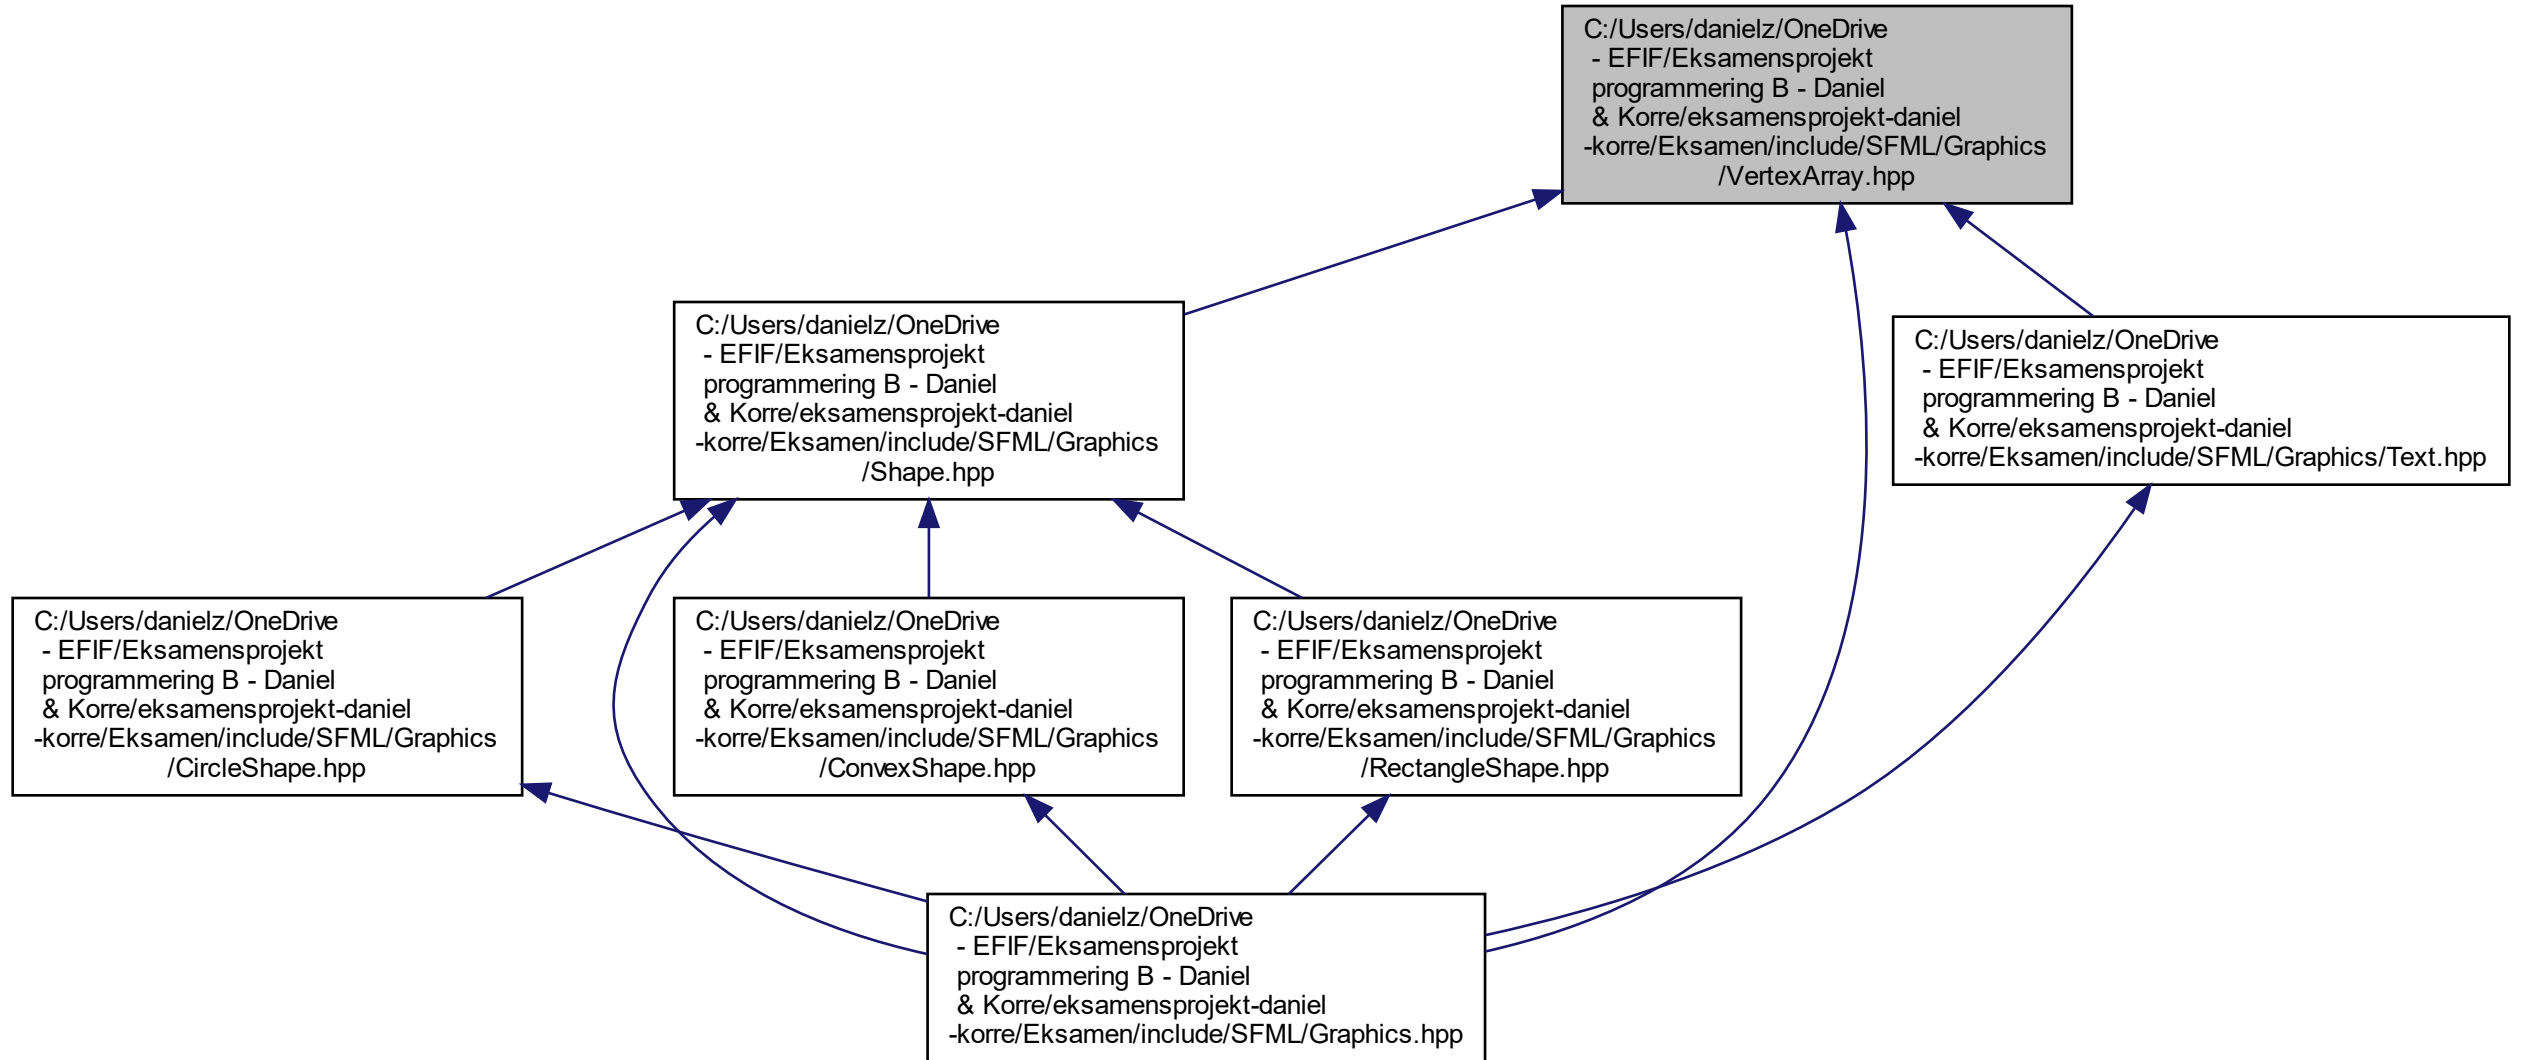 C:/Users/danielz/OneDrive
- EFIF/Eksamensprojekt
programmering B - Daniel
& Korre/eksamensprojekt-daniel
-korre/Eksamen/include/SFML/Graphics
/VertexArray.hpp
C:/Users/danielz/OneDrive
- EFIF/Eksamensprojekt
programmering B - Daniel
& Korre/eksamensprojekt-daniel
-korre/Eksamen/include/SFML/Graphics
/Shape.hpp
C:/Users/danielz/OneDrive
- EFIF/Eksamensprojekt
programmering B - Daniel
& Korre/eksamensprojekt-daniel
-korre/Eksamen/include/SFML/Graphics/Text.hpp
C:/Users/danielz/OneDrive
- EFIF/Eksamensprojekt
programmering B - Daniel
& Korre/eksamensprojekt-daniel
-korre/Eksamen/include/SFML/Graphics
/CircleShape.hpp
C:/Users/danielz/OneDrive
- EFIF/Eksamensprojekt
programmering B - Daniel
& Korre/eksamensprojekt-daniel
-korre/Eksamen/include/SFML/Graphics
/ConvexShape.hpp
C:/Users/danielz/OneDrive
- EFIF/Eksamensprojekt
programmering B - Daniel
& Korre/eksamensprojekt-daniel
-korre/Eksamen/include/SFML/Graphics
/RectangleShape.hpp
C:/Users/danielz/OneDrive
- EFIF/Eksamensprojekt
programmering B - Daniel
& Korre/eksamensprojekt-daniel
-korre/Eksamen/include/SFML/Graphics.hpp